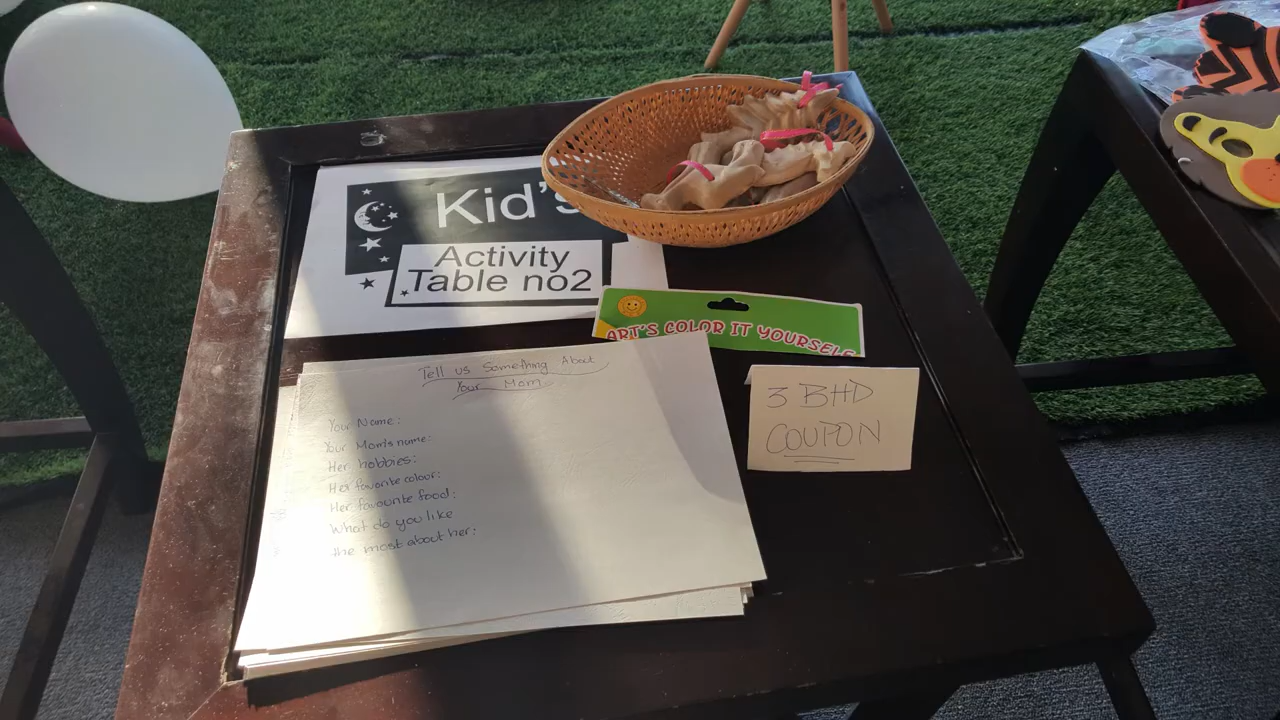 Kid's
Activity
Table no2
ART'S COLOR IT YOURSELF
Tell us Something About
Your Mom
Your Name:
Your Mom's name:
Her hobbies:
Her favorite colour:
Her favourite food:
What do you like
the most about her:
3 BHD
COUPON